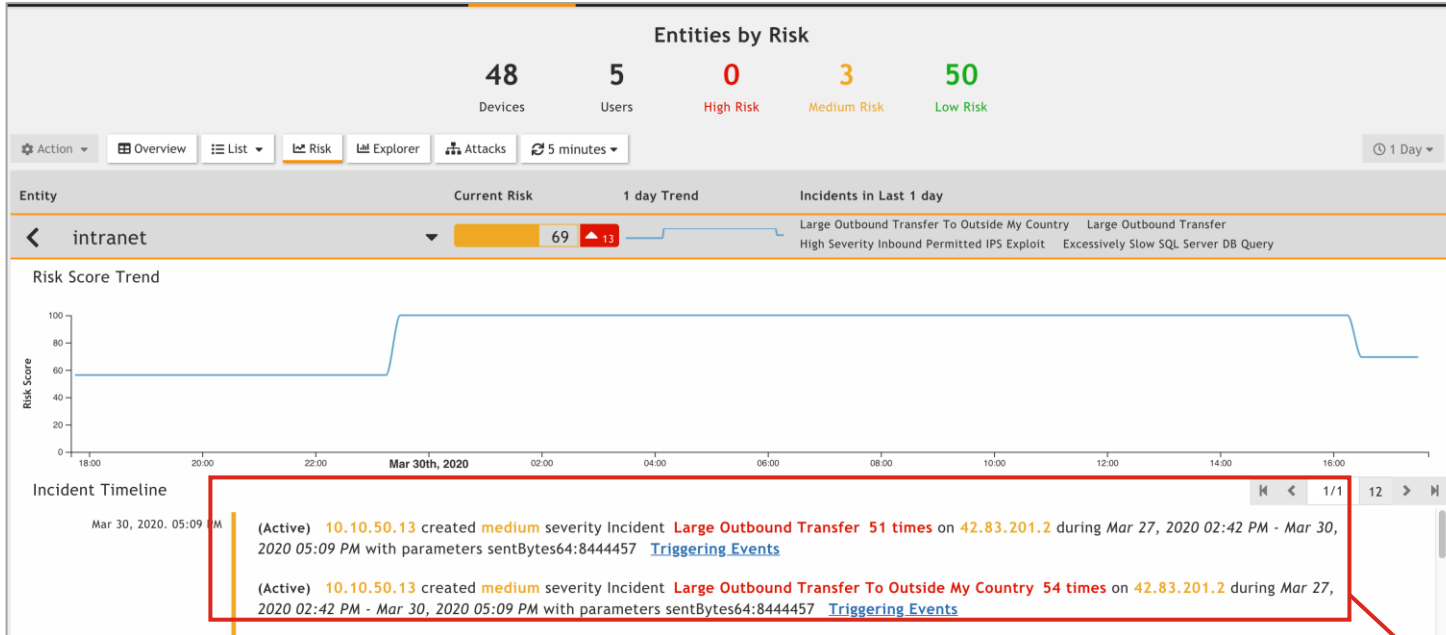 Entities by Risk
48 5 0 3 50
Devices Users High Risk Medium Risk Low Risk
Action Overview List Risk Explorer Attacks 5 minutes 1 Day
Entity Current Risk 1 day Trend Incidents in Last 1 day
intranet 69 13 Large Outbound Transfer To Outside My Country Large Outbound Transfer
High Severity Inbound Permitted IPS Exploit Excessively Slow SQL Server DB Query
Risk Score Trend
100
80
60
40
20
0
Risk Score
18:00 20:00 22:00 Mar 30th, 2020 02:00 04:00 06:00 08:00 10:00 12:00 14:00 16:00
Incident Timeline 1/1 12
Mar 30, 2020. 05:09 PM (Active) 10.10.50.13 created medium severity Incident Large Outbound Transfer 51 times on 42.83.201.2 during Mar 27, 2020 02:42 PM - Mar 30,
2020 05:09 PM with parameters sentBytes64:8444457 Triggering Events
(Active) 10.10.50.13 created medium severity Incident Large Outbound Transfer To Outside My Country 54 times on 42.83.201.2 during Mar 27,
2020 02:42 PM - Mar 30, 2020 05:09 PM with parameters sentBytes64:8444457 Triggering Events